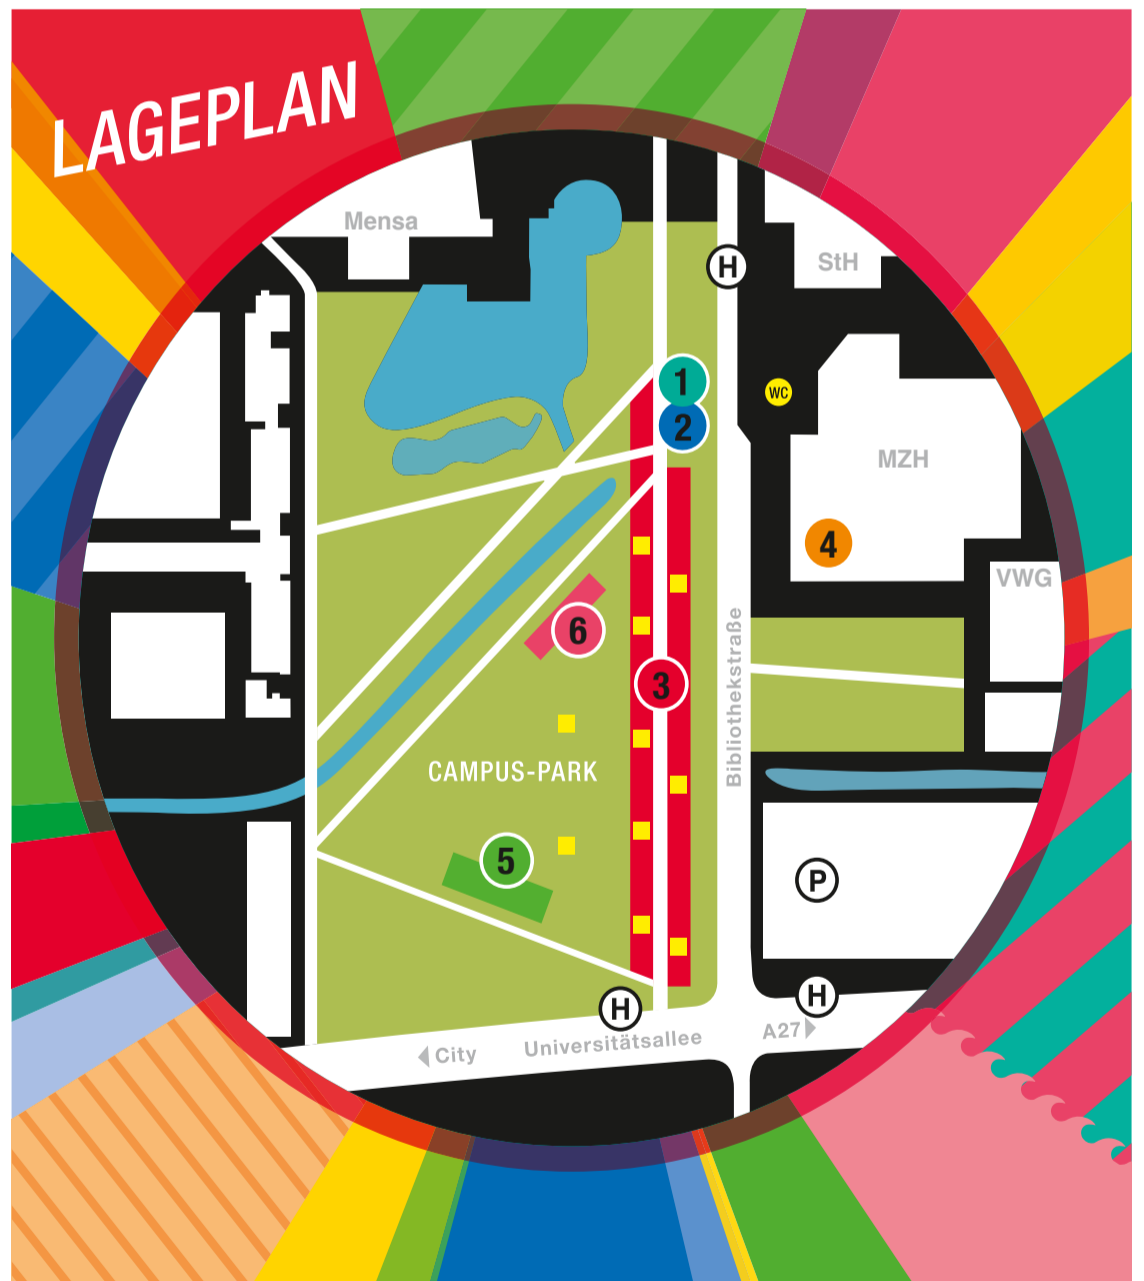 LAGEPLAN
Mensa
H
StH
1
WC
2
MZH
4
VWG
6
Bibliothekstraße
3
CAMPUS-PARK
5
P
H
H
City
Universitätsallee
A27